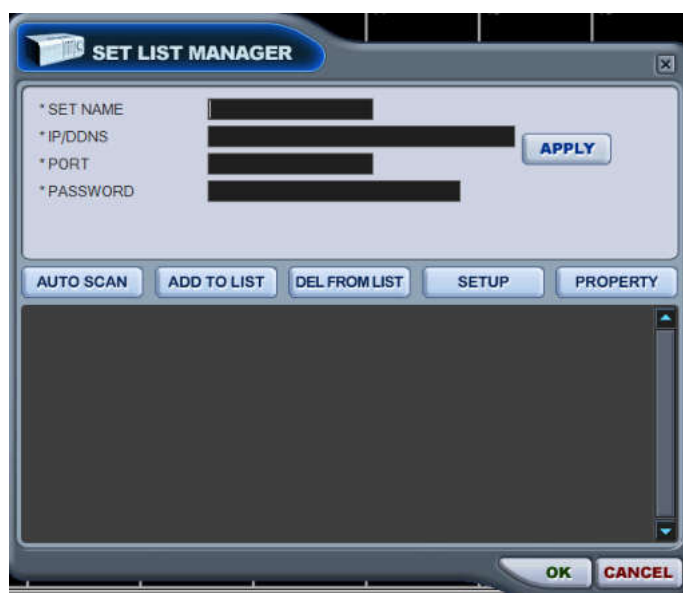 SET LIST MANAGER
* SET NAME
* IP/DDNS
APPLY
* PORT
* PASSWORD
AUTO SCAN ADD TO LIST DEL FROM LIST SETUP PROPERTY
OK CANCEL